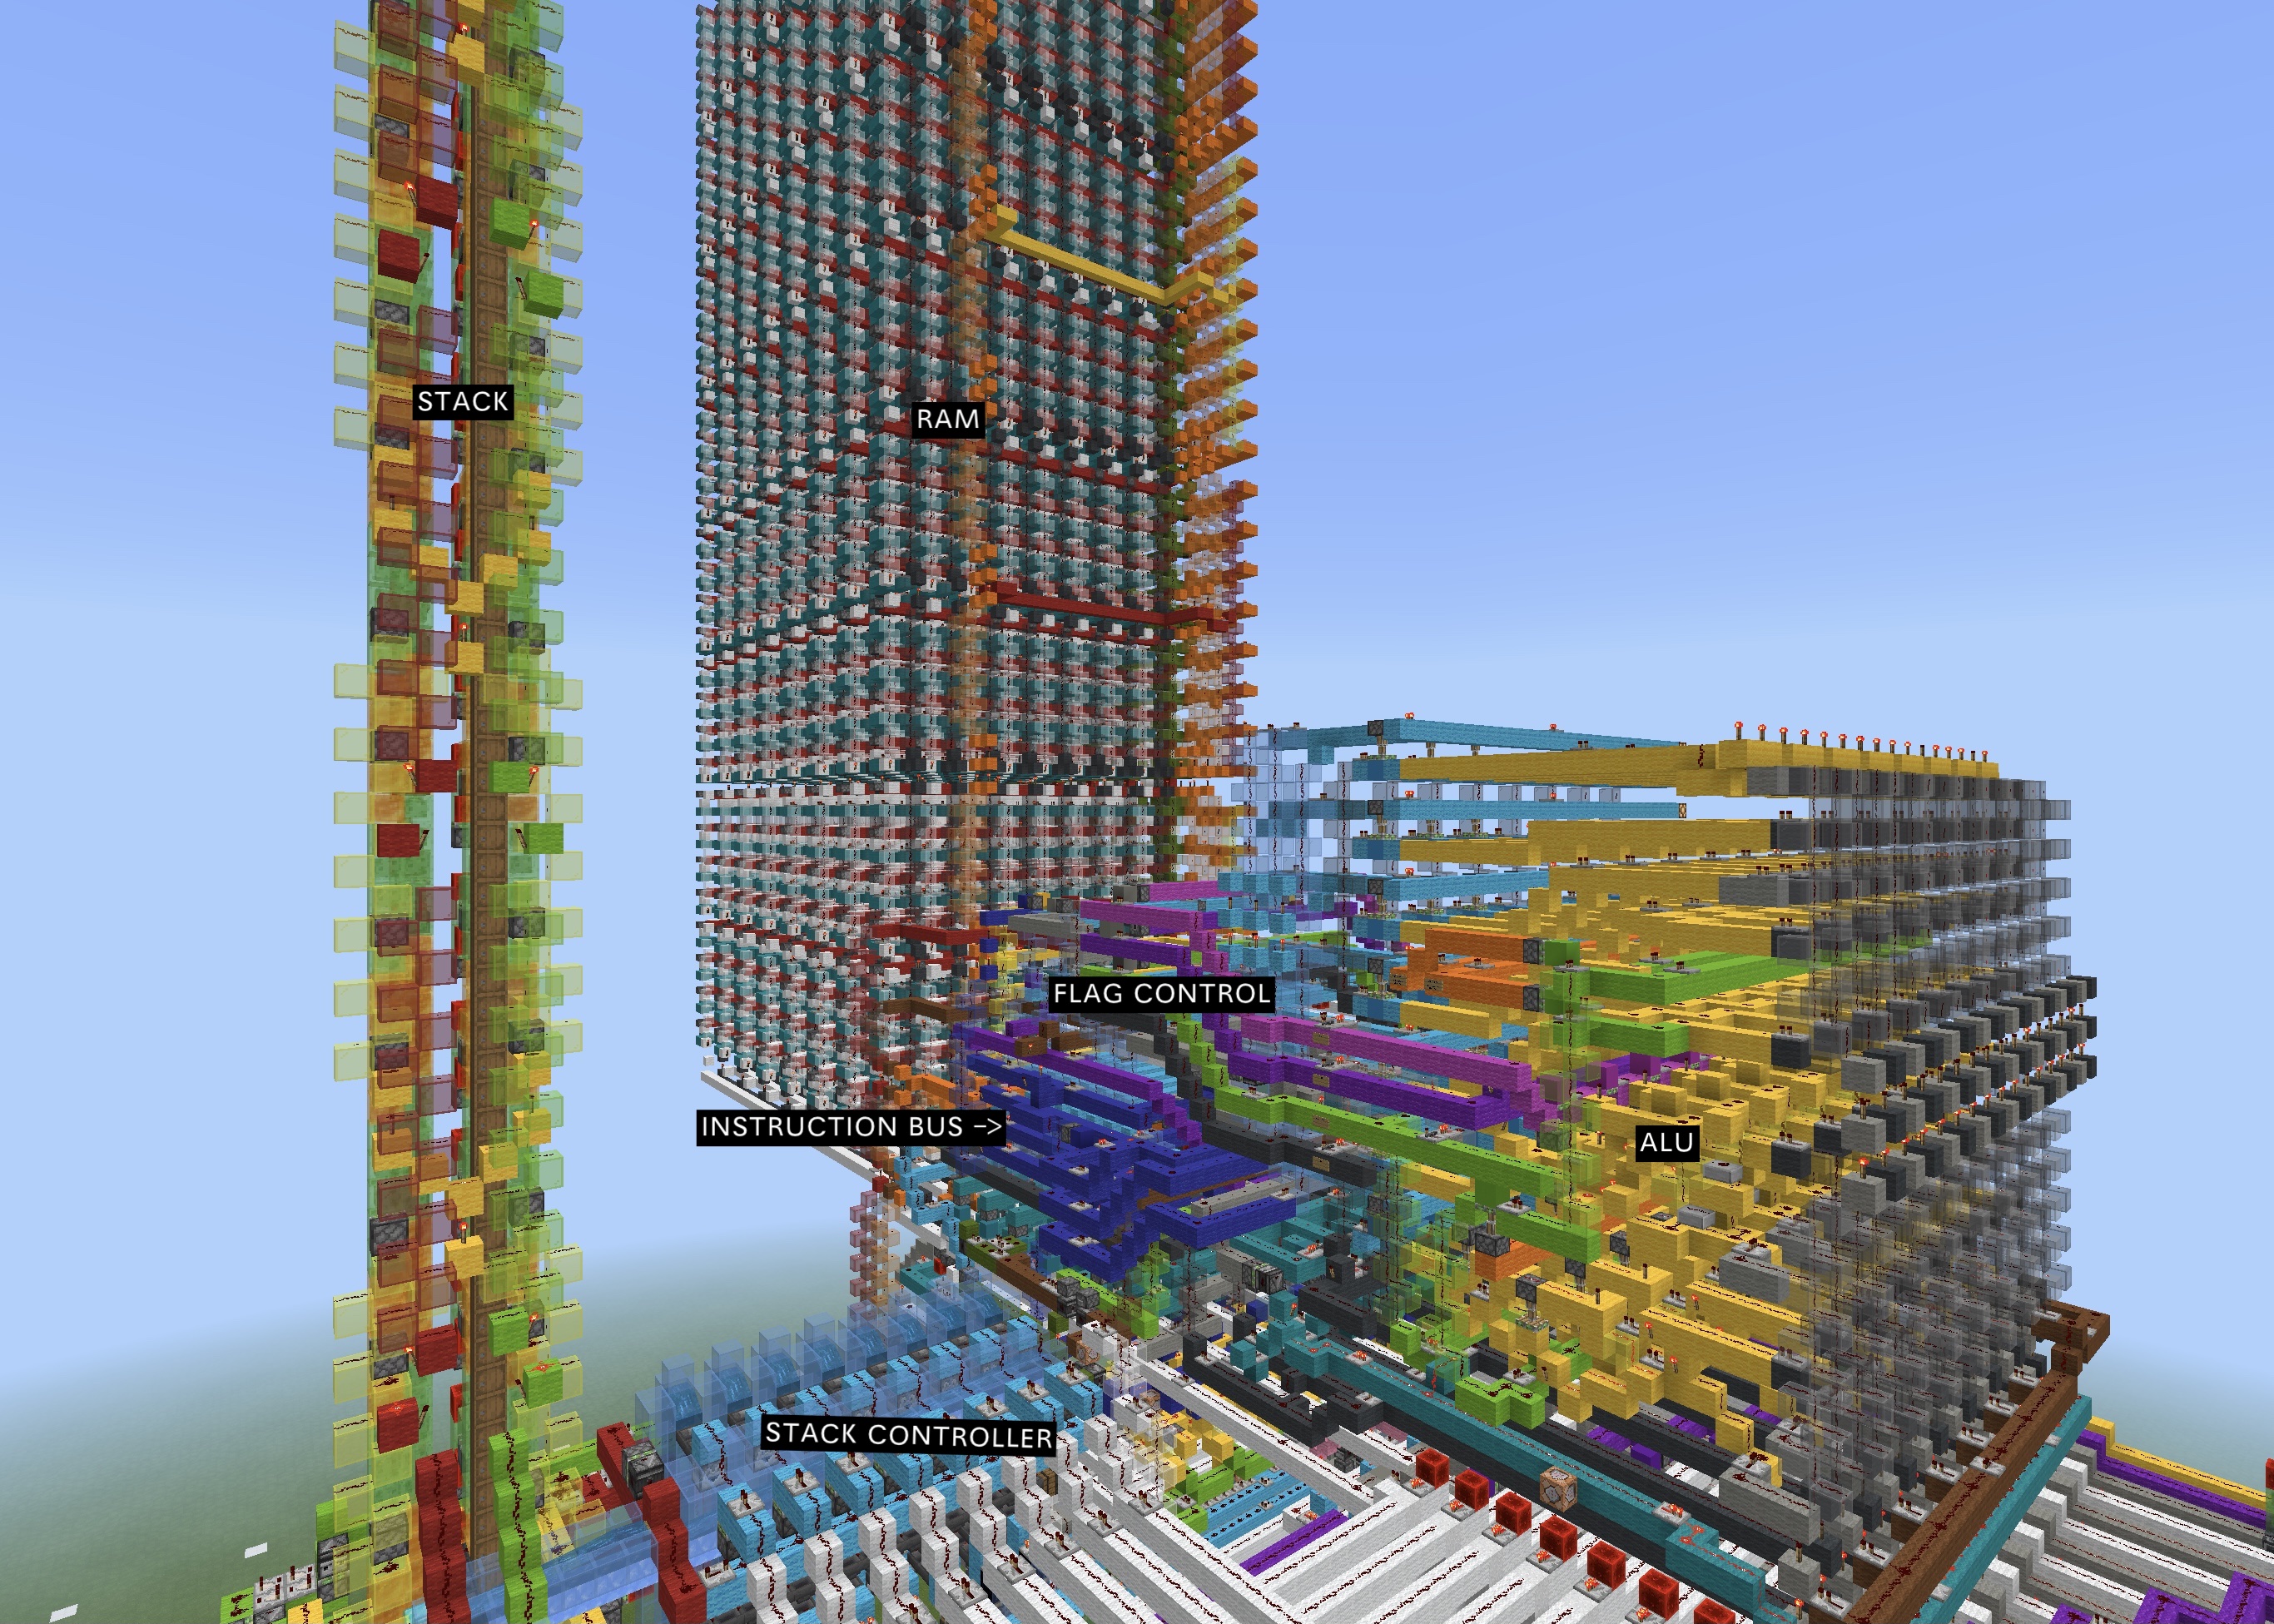 STACK
RAM
FLAG CONTROL
INSTRUCTION BUS –>
ALU
STACK CONTROLLER